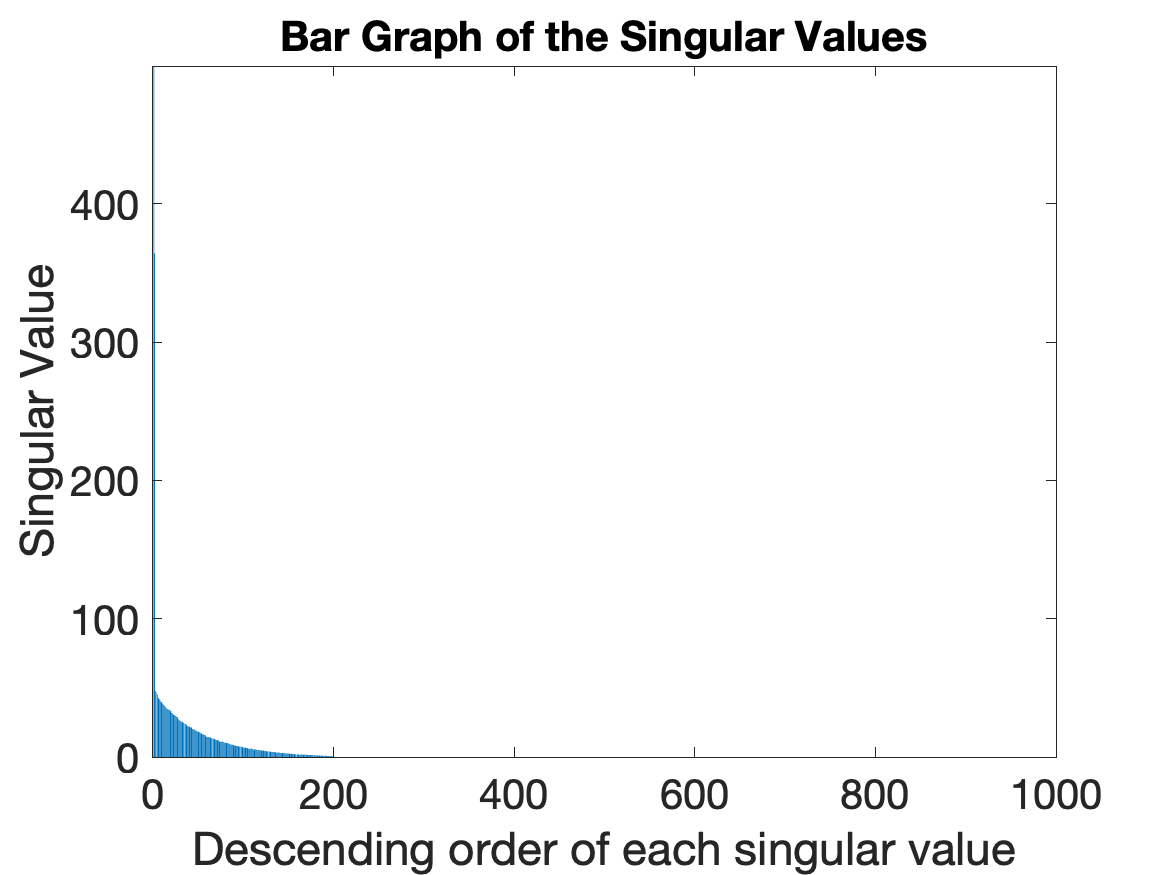 Bar Graph of the Singular Values
Singular Value
400
300
200
100
0
0 200 400 600 800 1000
Descending order of each singular value